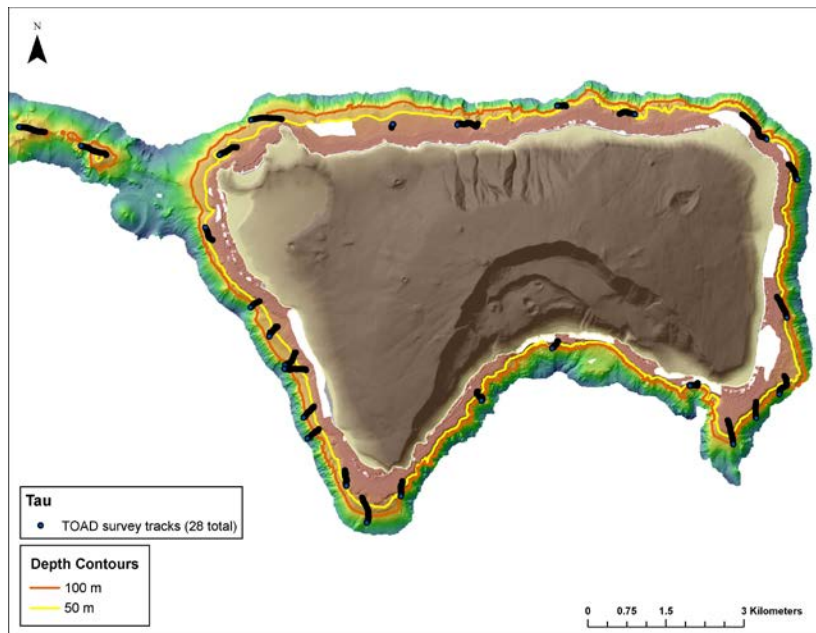 N
Tau
TOAD survey tracks (28 total)
Depth Contours
100 m
50 m
0 0.75 1.5 3 Kilometers